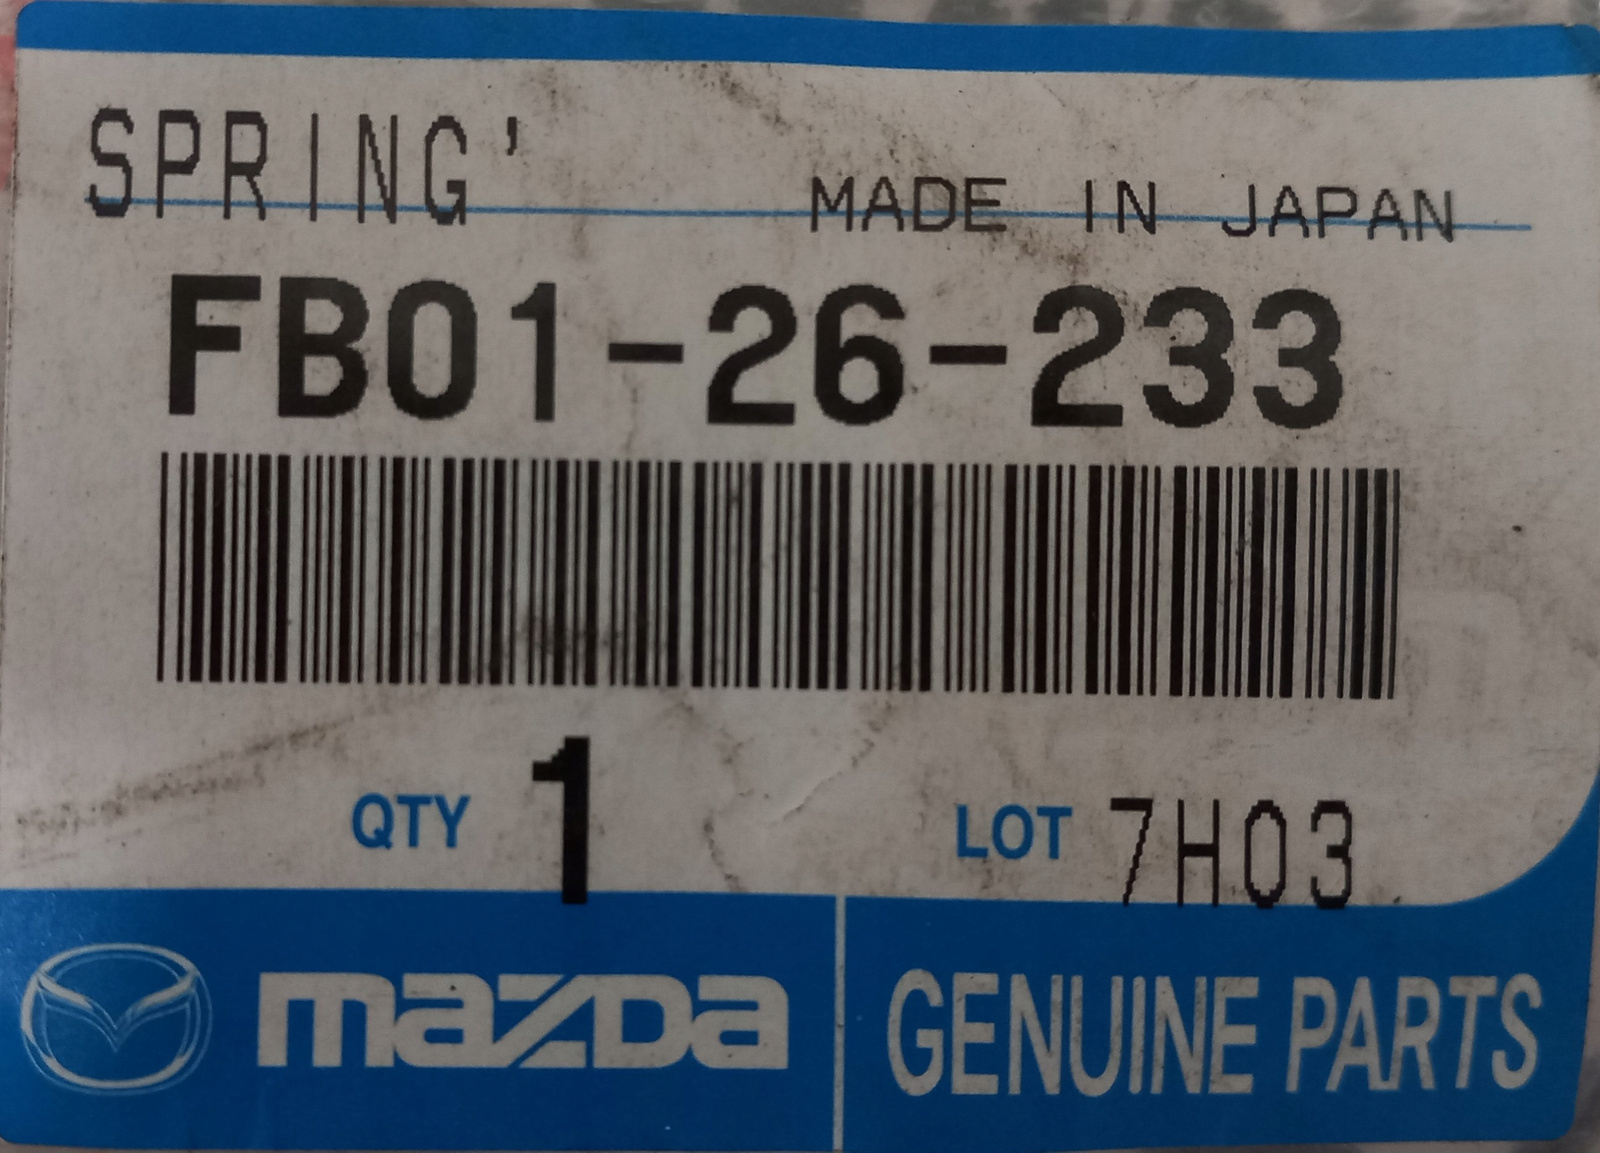 SPRING'
MADE IN JAPAN
FB01-26-233
QTY 1 LOT 7H03
mazda GENUINE PARTS